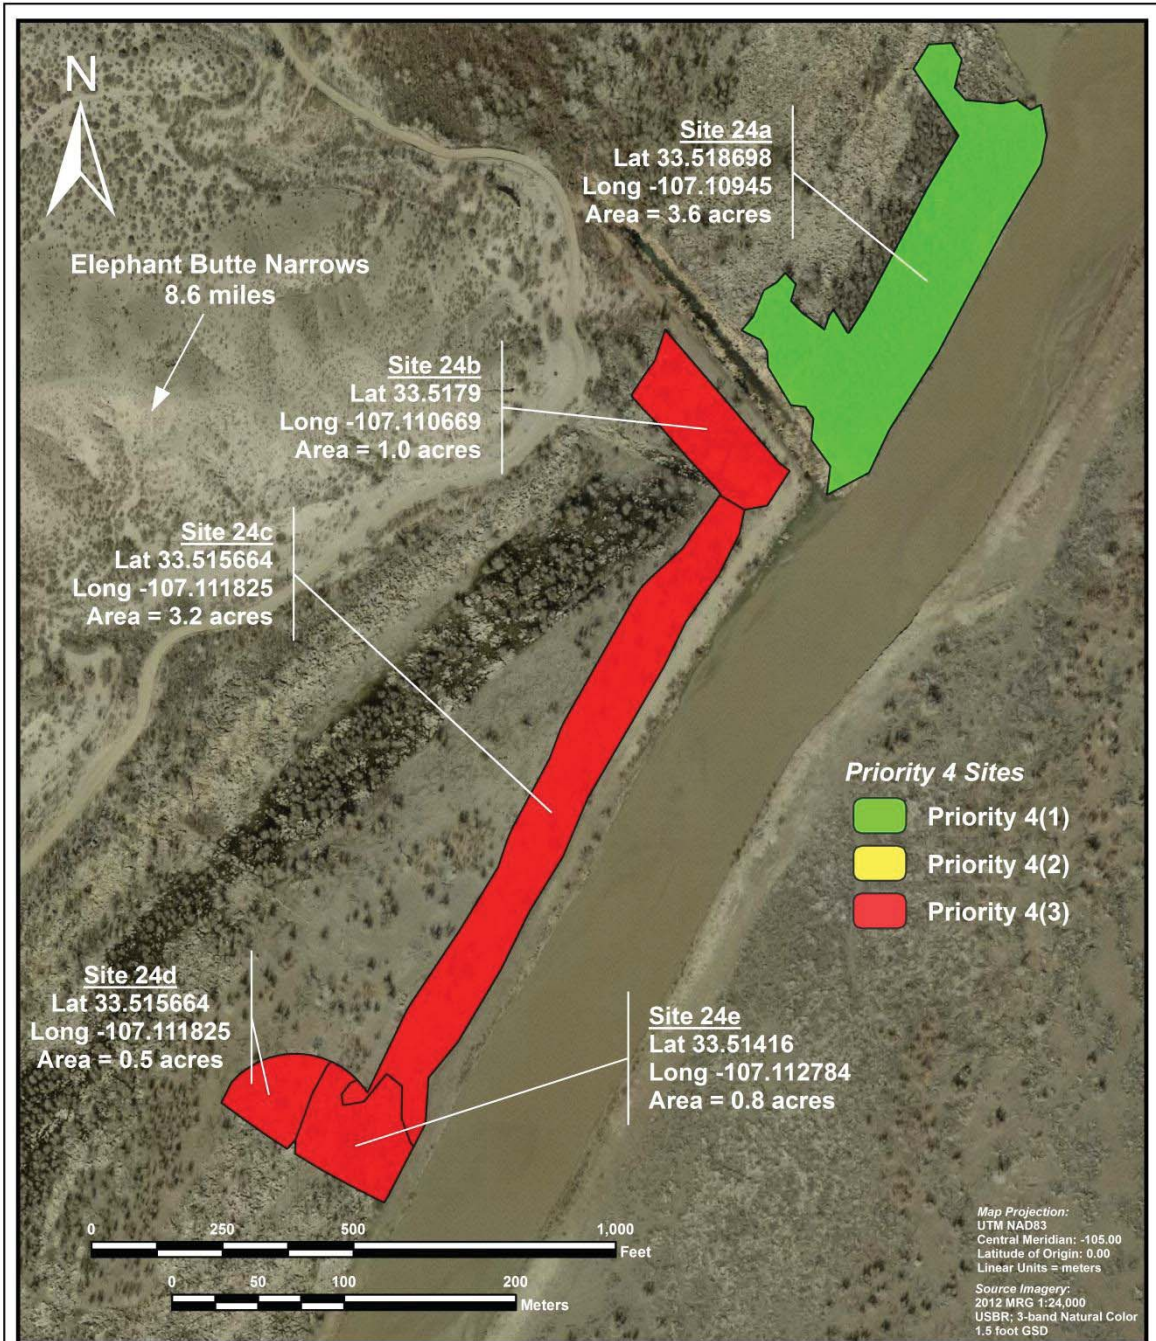 N
Site 24a
Lat 33.518698
Long -107.10945
Area = 3.6 acres
Elephant Butte Narrows
8.6 miles
Site 24b
Lat 33.5179
Long -107.110669
Area = 1.0 acres
Site 24c
Lat 33.515664
Long -107.111825
Area = 3.2 acres
Priority 4 Sites
Priority 4(1)
Priority 4(2)
Priority 4(3)
Site 24d
Lat 33.515664
Long -107.111825
Area = 0.5 acres
Site 24e
Lat 33.51416
Long -107.112784
Area = 0.8 acres
0 250 500 1,000
Feet
0 50 100 200
Meters
Map Projection:
UTM NAD83
Central Meridian: -105.00
Latitude of Origin: 0.00
Linear Units = meters
Source Imagery:
2012 MRG 1:24,000
USBR; 3-band Natural Color
1.5 foot GSD